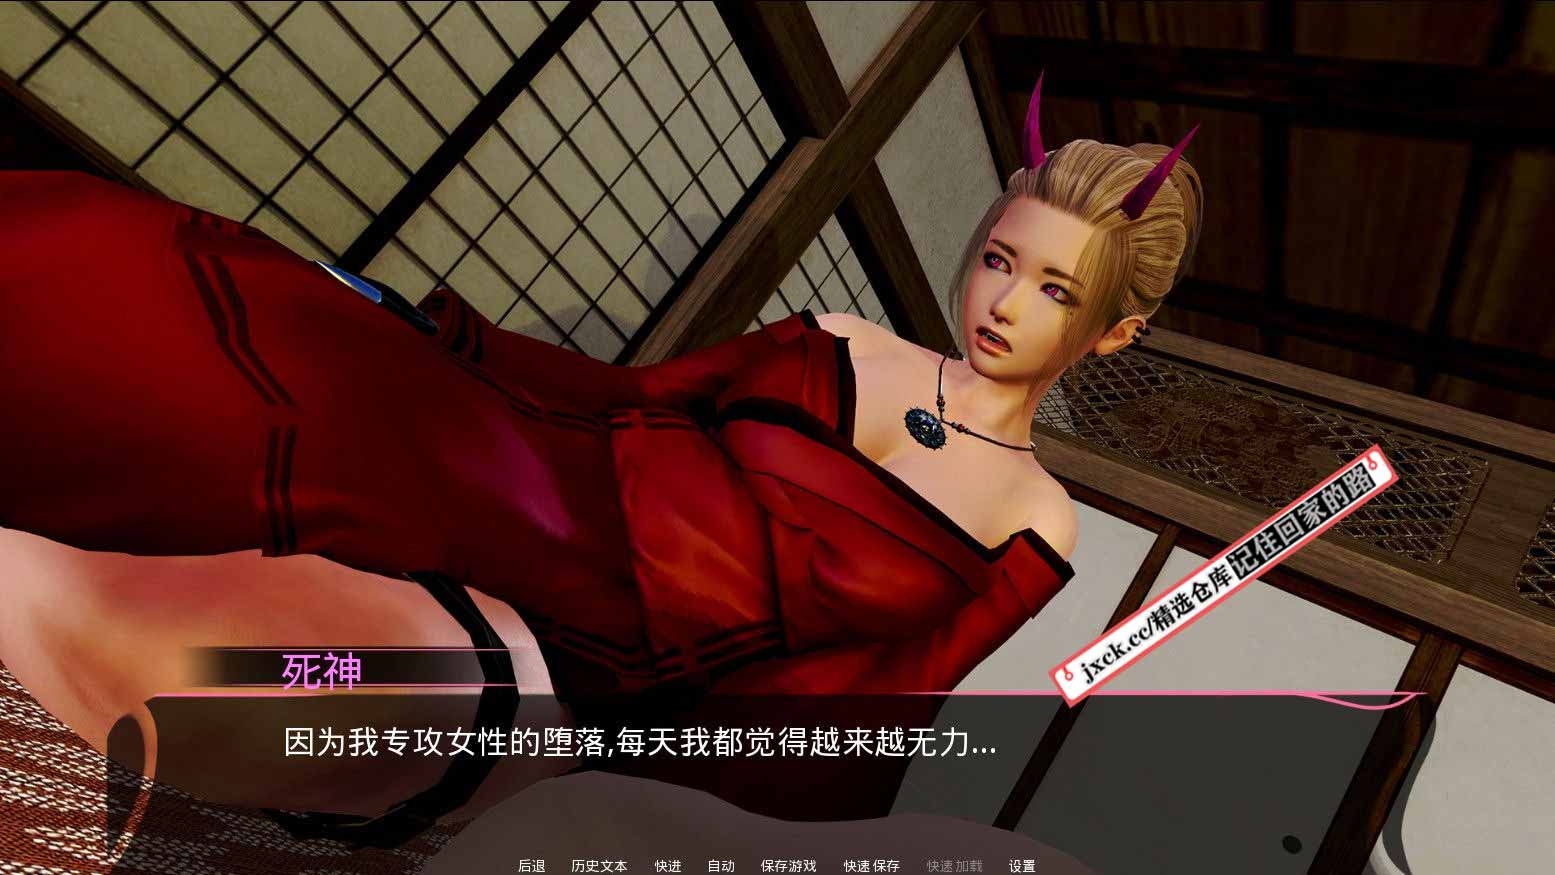 jxck.cc/精选仓库记住回家的路
死神
因为我专攻女性的堕落,每天我都觉得越来越无力...
后退 历史文本 快进 自动 保存游戏 快速保存 快速加载 设置